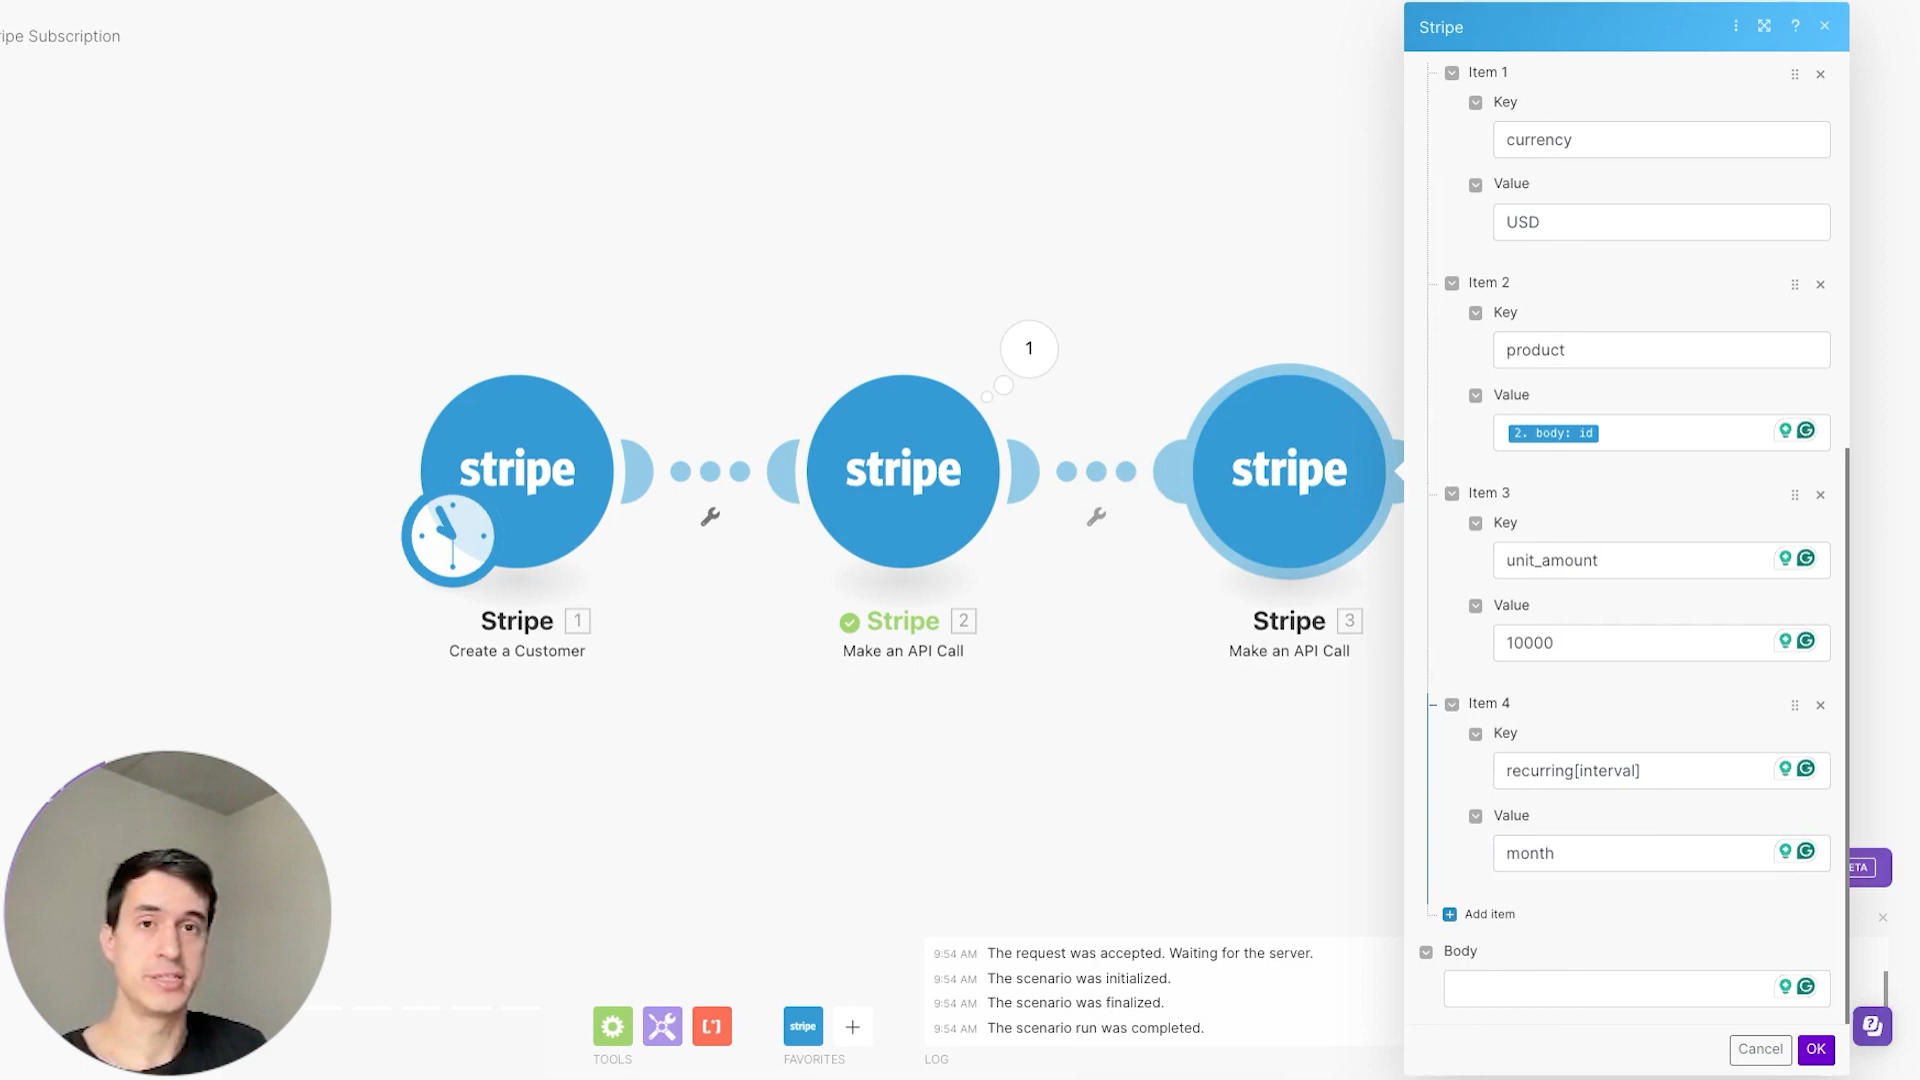 ripe Subscription
Stripe
?
Item 1
Key
currency
Value
USD
Item 2
Key
product
Value
2. body: id
Item 3
Key
unit_amount
Value
10000
Item 4
Key
recurring[interval]
Value
month
Add item
Body
Cancel
OK
1
stripe
stripe
stripe
Stripe 1
Create a Customer
Stripe 2
Make an API Call
Stripe 3
Make an API Call
ETA
9:54 AM The request was accepted. Waiting for the server.
9:54 AM The scenario was initialized.
9:54 AM The scenario was finalized.
9:54 AM The scenario run was completed.
stripe
TOOLS
FAVORITES
LOG